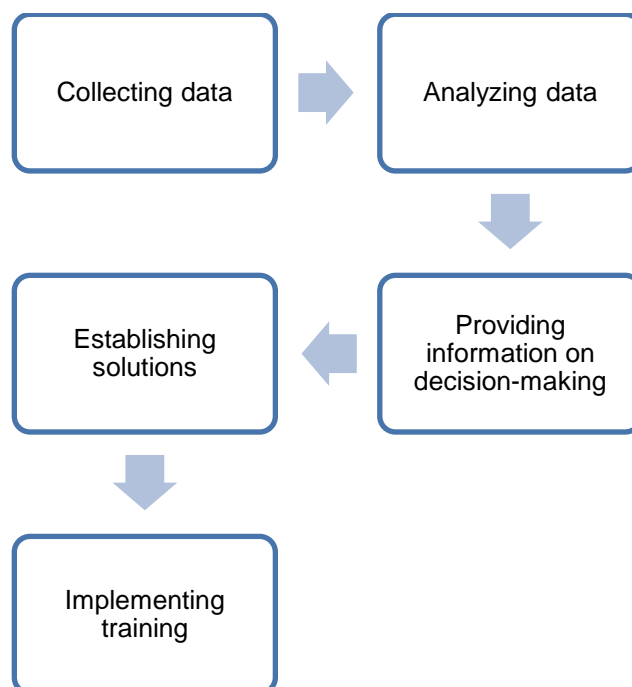 Collecting data
Analyzing data
Providing
information on
decision-making
Establishing
solutions
Implementing
training